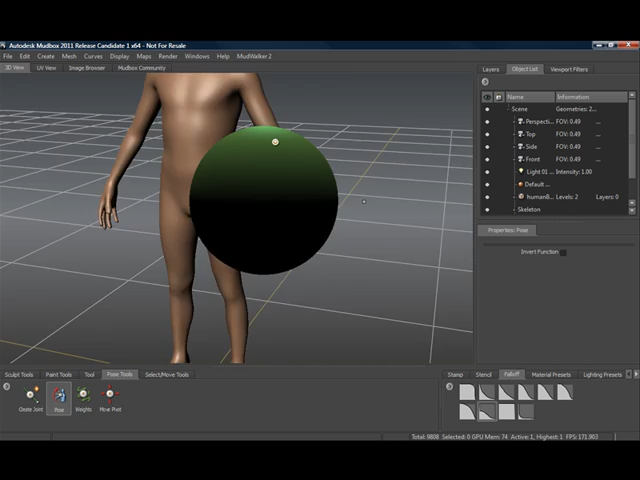 Autodesk Mudbox 2011 Release Candidate 1 x64 - Not For Resale
File Edit Create Mesh Curves Display Maps Render Windows Help MudWalker 2
3D View UV View Image Browser Mudbox Community
Layers Object List Viewport Filters
Name Information
Scene Geometries: 2...
Perspecti... FOV: 0.49 ...
Top FOV: 0.49 ...
Side FOV: 0.49 ...
Front FOV: 0.49 ...
Light 01 ... Intensity: 1.00
Default ...
humanB... Levels: 2 Layers: 0
Skeleton
Properties: Pose
Invert Function
Sculpt Tools Paint Tools Tool Pose Tools Select/Move Tools
Create Joint Pose Weights Move Pivot
Stamp Stencil Falloff Material Presets Lighting Presets
Total: 9808 Selected: 0 GPU Mem: 74 Active: 1, Highest: 1 FPS: 171.903